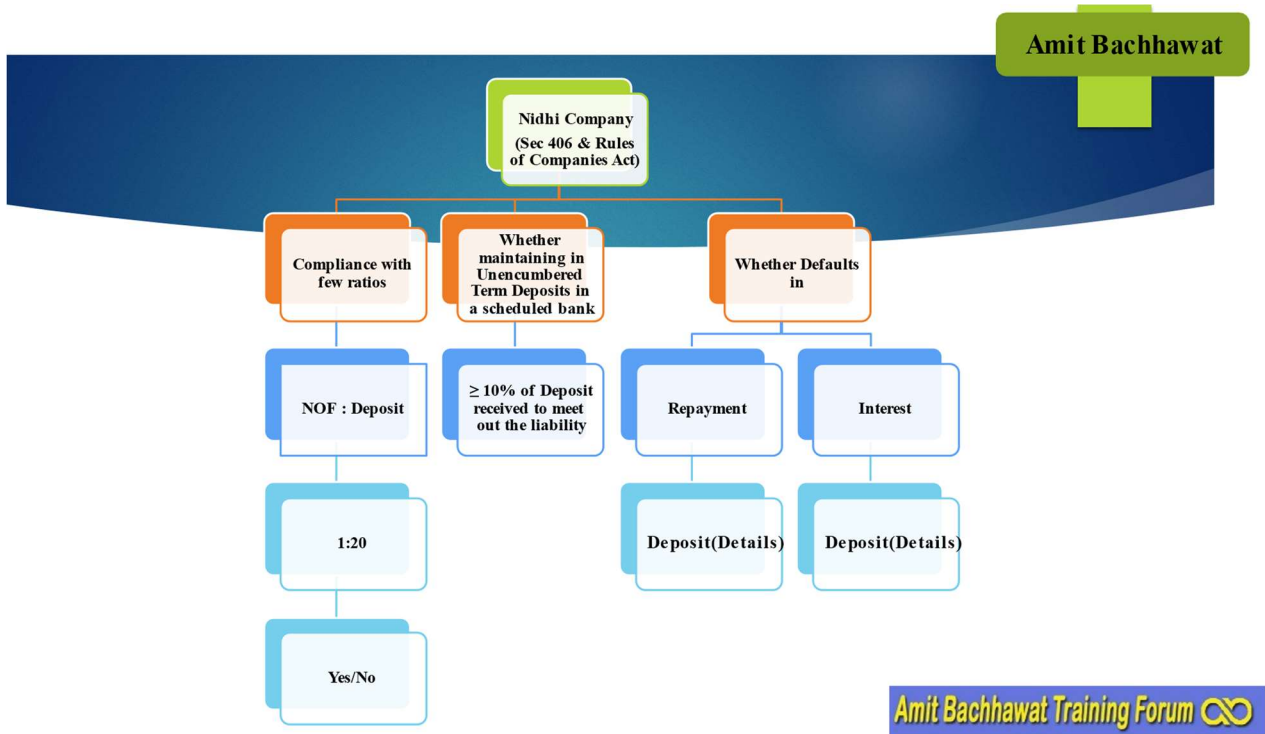 Amit Bachhawat
Nidhi Company
(Sec 406 & Rules
of Companies Act)
Compliance with
few ratios
Whether
maintaining in
Unencumbered
Term Deposits in
a scheduled bank
Whether Defaults
in
NOF : Deposit
≥ 10% of Deposit
received to meet
out the liability
Repayment
Interest
1:20
Deposit(Details)
Deposit(Details)
Yes/No
Amit Bachhawat Training Forum